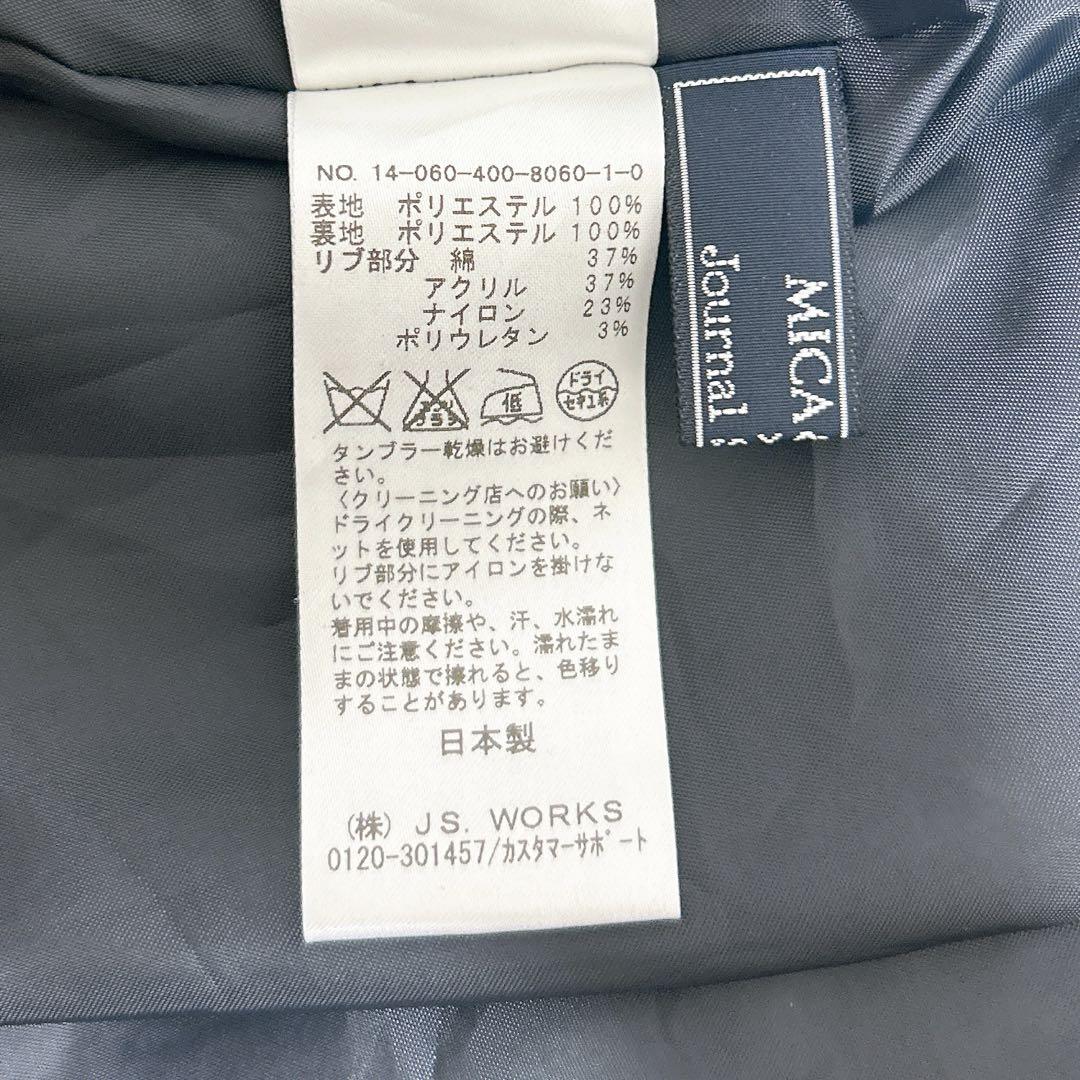 NO. 14-060-400-8060-1-0
表地 ポリエステル 100%
裏地 ポリエステル 100%
リブ部分 綿 37%
アクリル 37%
ナイロン 23%
ポリウレタン 3%
エンソ
サラシ
低
ドライ
セキユ系
タンブラー乾燥はお避けくだ
さい。
〈クリーニング店へのお願い〉
ドライクリーニングの際、ネ
ットを使用してください。
リブ部分にアイロンを掛けな
いでください。
着用中の摩擦や、汗、水濡れ
にご注意ください。濡れたま
まの状態で擦れると、色移り
することがあります。
日本製
(株) JS. WORKS
0120-301457/カスタマーサポート
MICA
Journal